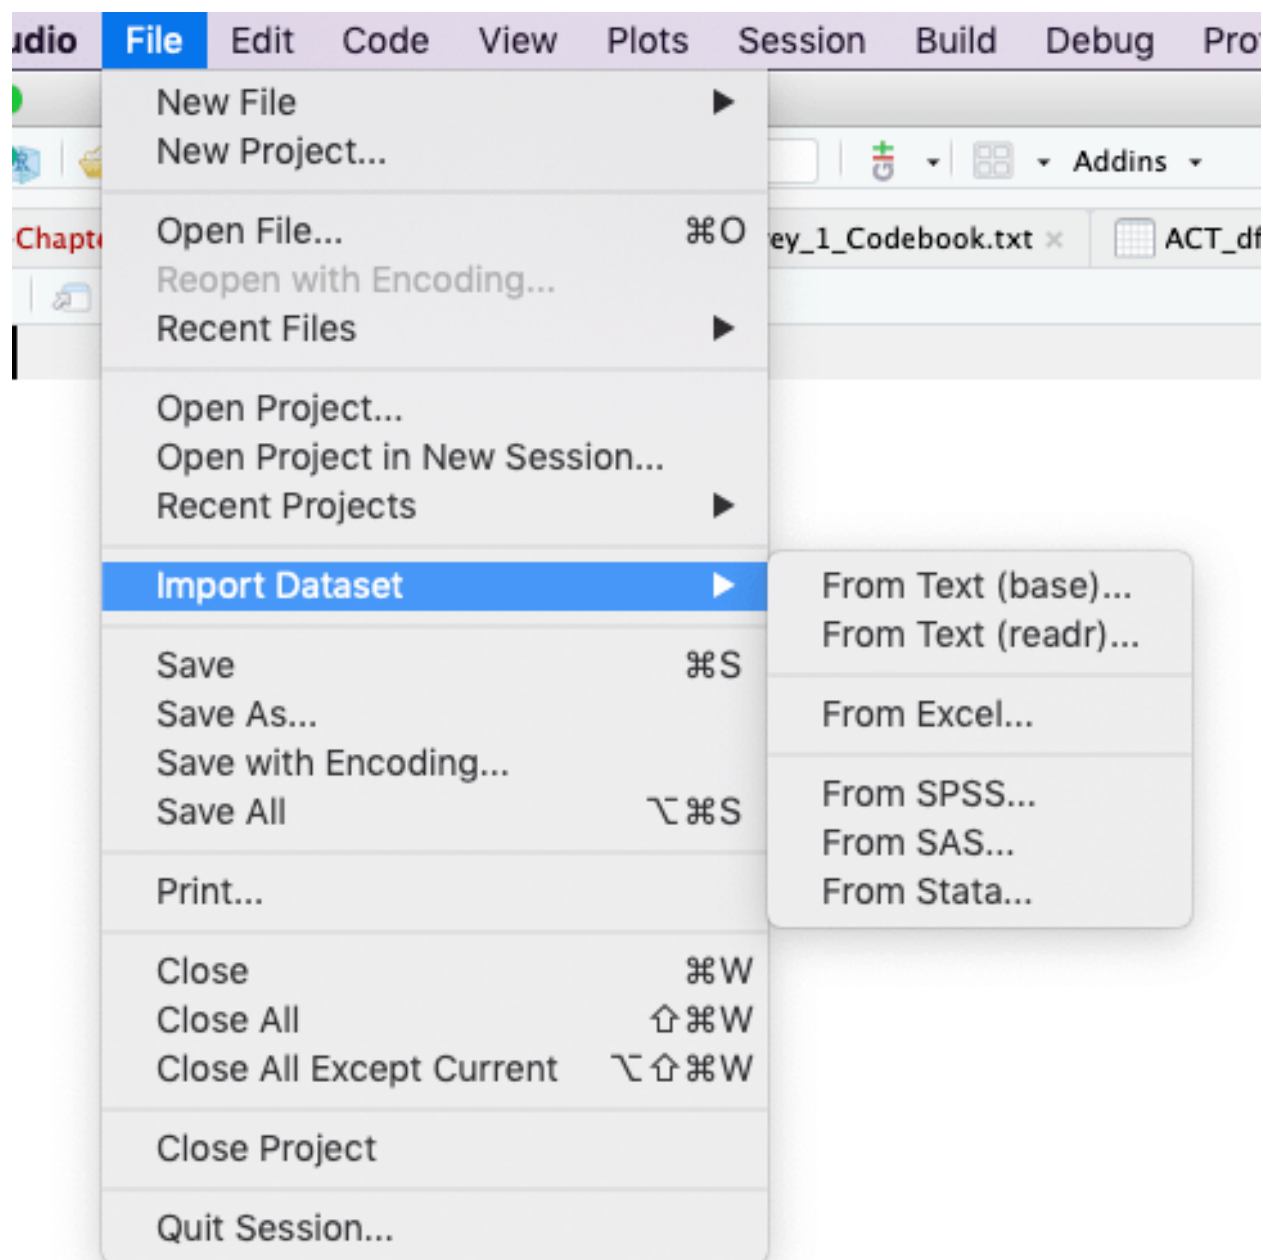 udio File Edit Code View Plots Session Build Debug Pro
New File
New Project...
Git Addins
Open File... ⌘O
Chapte ey_1_Codebook.txt × ACT_df
Reopen with Encoding...
Recent Files
Open Project...
Open Project in New Session...
Recent Projects
Import Dataset
From Text (base)...
From Text (readr)...
From Excel...
From SPSS...
From SAS...
From Stata...
Save ⌘S
Save As...
Save with Encoding...
Save All ⌥⌘S
Print...
Close ⌘W
Close All ⇧⌘W
Close All Except Current ⌥⇧⌘W
Close Project
Quit Session...